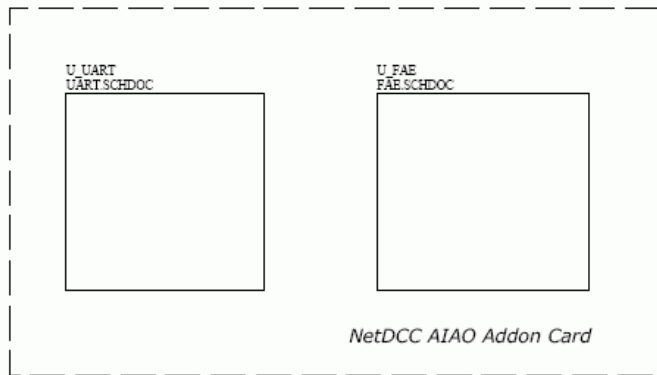 U_UART
UART.SCHDOC
U_FAE
FAE.SCHDOC
NetDCC AIAO Addon Card